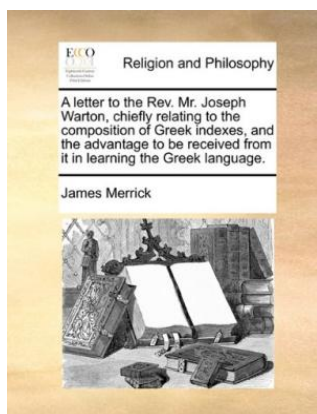 ECCO
Religion and Philosophy
A letter to the Rev. Mr. Joseph
Warton, chiefly relating to the
composition of Greek indexes, and
the advantage to be received from
it in learning the Greek language.
James Merrick